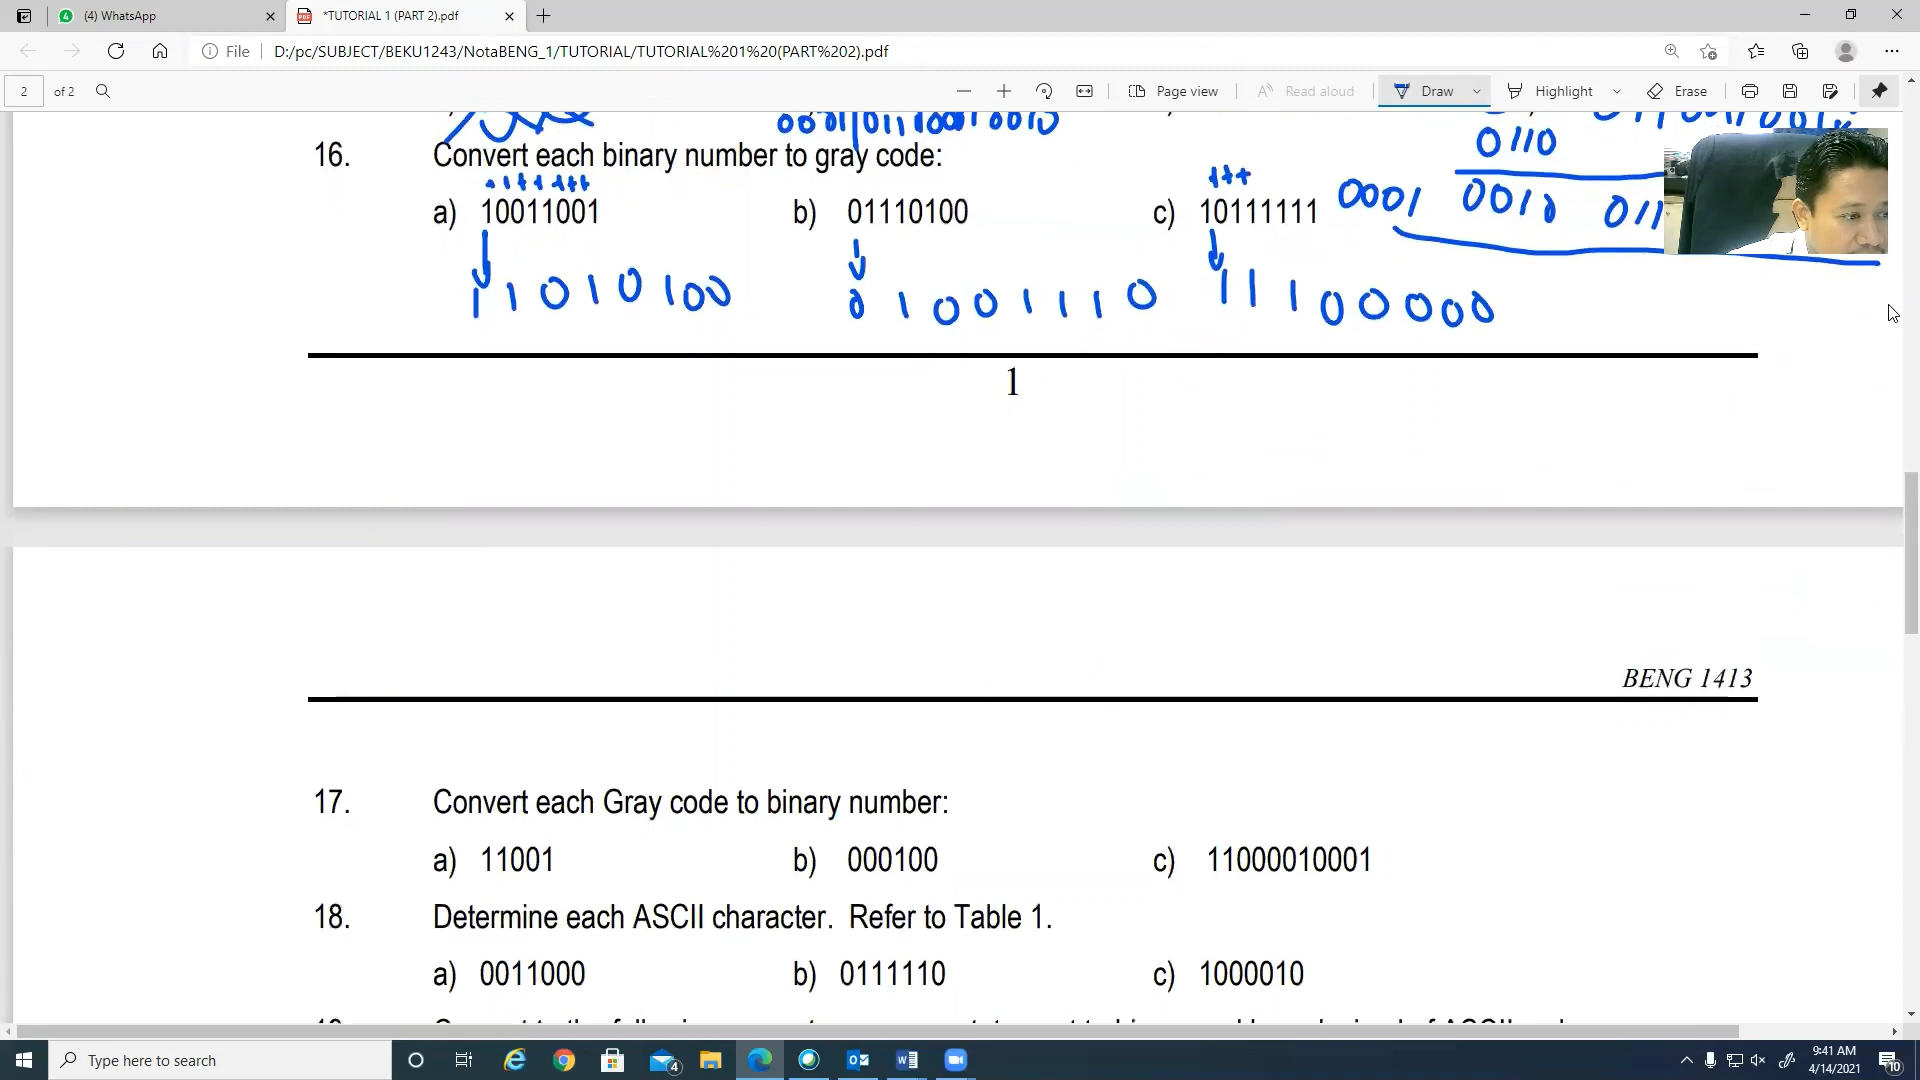 (4) WhatsApp
*TUTORIAL 1 (PART 2).pdf
File D:/pc/SUBJECT/BEKU1243/NotaBENG_1/TUTORIAL/TUTORIAL%201%20(PART%202).pdf
2 of 2 Page view Read aloud Draw Highlight Erase
0110
16. Convert each binary number to gray code:
+++
0001 0010 011
a) 10011001 b) 01110100 c) 10111111
11010100 01001110 11100000
1
BENG 1413
17. Convert each Gray code to binary number:
a) 11001 b) 000100 c) 11000010001
18. Determine each ASCII character. Refer to Table 1.
a) 0011000 b) 0111110 c) 1000010
Type here to search
4
9:41 AM
4/14/2021
10